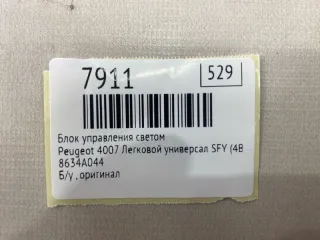 7911
529
Блок управления светом
Peugeot 4007 Легковой универсал SFY (4B
8634A044
Б/у , оригинал